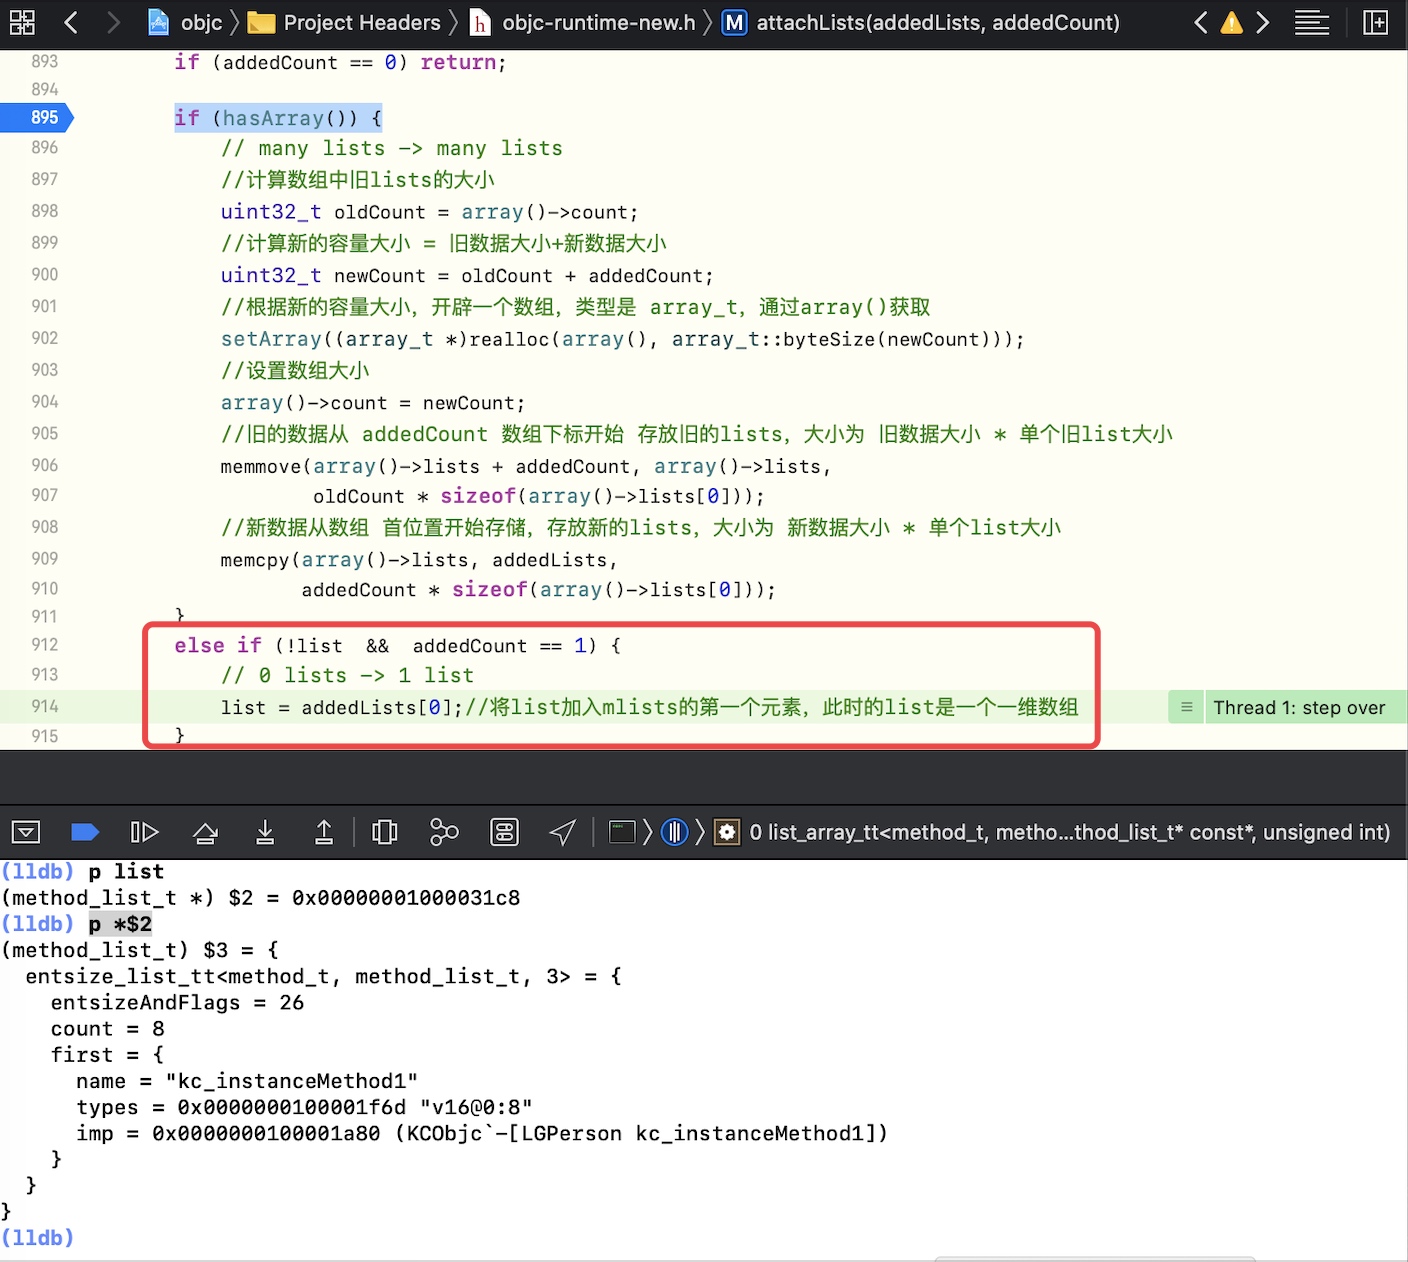 objc Project Headers h objc-runtime-new.h M attachLists(addedLists, addedCount)
893 if (addedCount == 0) return;
894
895 if (hasArray()) {
896 // many lists -> many lists
897 //计算数组中旧lists的大小
898 uint32_t oldCount = array()->count;
899 //计算新的容量大小 = 旧数据大小+新数据大小
900 uint32_t newCount = oldCount + addedCount;
901 //根据新的容量大小，开辟一个数组，类型是 array_t，通过array()获取
902 setArray((array_t *)realloc(array(), array_t::byteSize(newCount)));
903 //设置数组大小
904 array()->count = newCount;
905 //旧的数据从 addedCount 数组下标开始 存放旧的lists，大小为 旧数据大小 * 单个旧list大小
906 memmove(array()->lists + addedCount, array()->lists,
907 oldCount * sizeof(array()->lists[0]));
908 //新数据从数组 首位置开始存储，存放新的lists，大小为 新数据大小 * 单个list大小
909 memcpy(array()->lists, addedLists,
910 addedCount * sizeof(array()->lists[0]));
911 }
912 else if (!list && addedCount == 1) {
913 // 0 lists -> 1 list
914 list = addedLists[0];//将list加入mlists的第一个元素，此时的list是一个一维数组 Thread 1: step over
915 }
0 list_array_tt<method_t, metho...thod_list_t* const*, unsigned int)
(lldb) p list
(method_list_t *) $2 = 0x00000001000031c8
(lldb) p *$2
(method_list_t) $3 = {
entsize_list_tt<method_t, method_list_t, 3> = {
entsizeAndFlags = 26
count = 8
first = {
name = "kc_instanceMethod1"
types = 0x0000000100001f6d "v16@0:8"
imp = 0x0000000100001a80 (KCObjc`-[LGPerson kc_instanceMethod1])
}
}
}
(lldb)